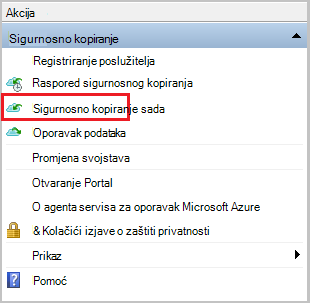 Akcija
Sigurnosno kopiranje
Registriranje poslužitelja
Raspored sigurnosnog kopiranja
Sigurnosno kopiranje sada
Oporavak podataka
Promjena svojstava
Otvaranje Portal
O agenta servisa za oporavak Microsoft Azure
& Kolačići izjave o zaštiti privatnosti
Prikaz
Pomoć